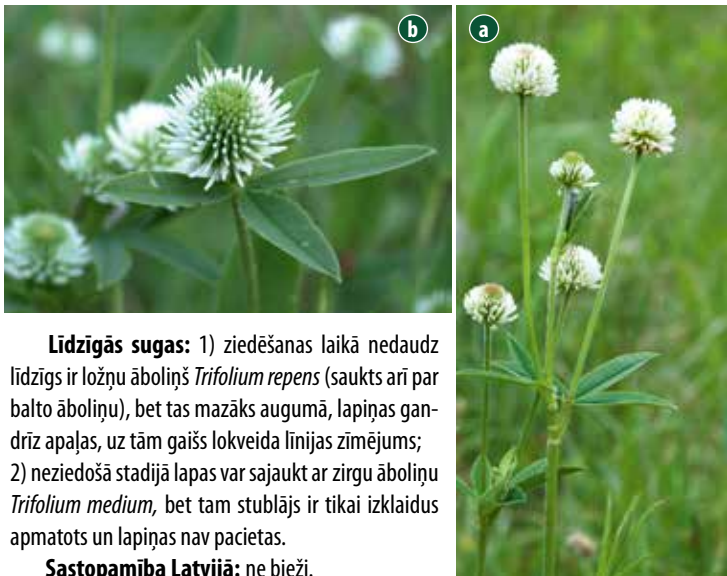 b
a
Līdzīgās sugas: 1) ziedēšanas laikā nedaudz
līdzīgs ir ložņu āboliņš Trifolium repens (saukts arī par
balto āboliņu), bet tas mazāks augumā, lapiņas gan-
drīz apaļas, uz tām gaišs lokveida līnijas zīmējums;
2) neziedošā stadijā lapas var sajaukt ar zirgu āboliņu
Trifolium medium, bet tam stublājs ir tikai izklaidus
apmatots un lapiņas nav pacietas.
Sastopamība Latvijā: ne bieži.